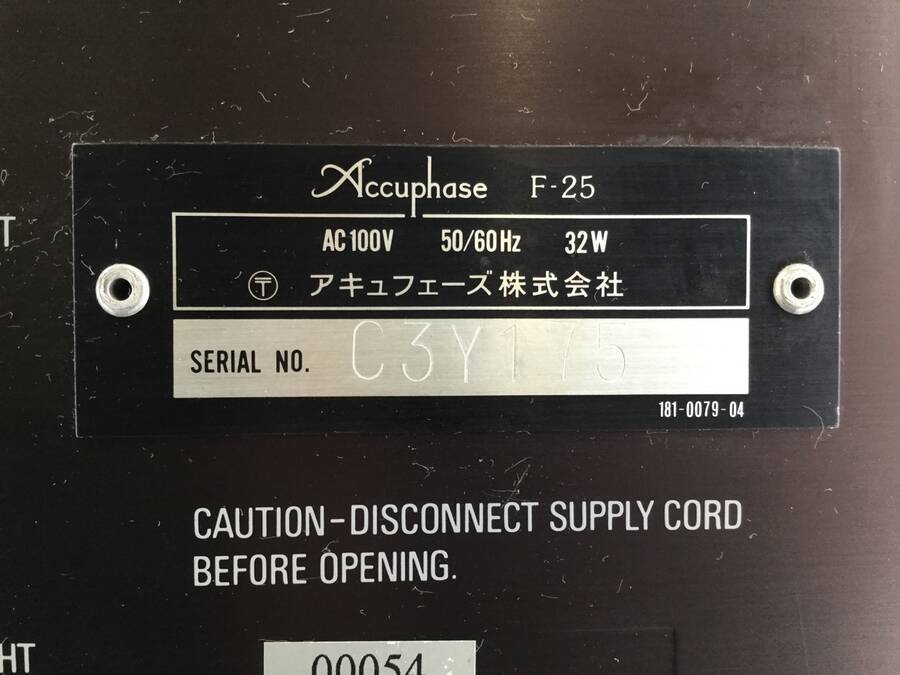 Accuphase F-25
AC100V 50/60Hz 32W
〶 アキュフェーズ株式会社
SERIAL NO. C3Y175
181-0079-04
T
CAUTION-DISCONNECT SUPPLY CORD
BEFORE OPENING.
HT
00054